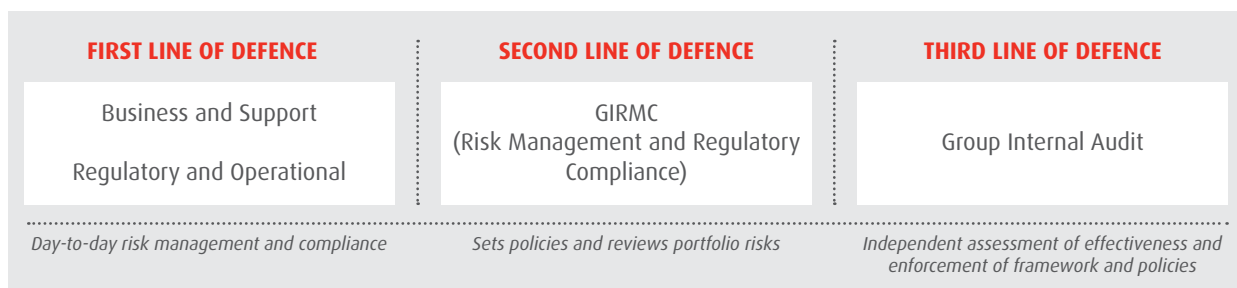 FIRST LINE OF DEFENCE
Business and Support
Regulatory and Operational
Day-to-day risk management and compliance
SECOND LINE OF DEFENCE
GIRMC
(Risk Management and Regulatory
Compliance)
Sets policies and reviews portfolio risks
THIRD LINE OF DEFENCE
Group Internal Audit
Independent assessment of effectiveness and
enforcement of framework and policies